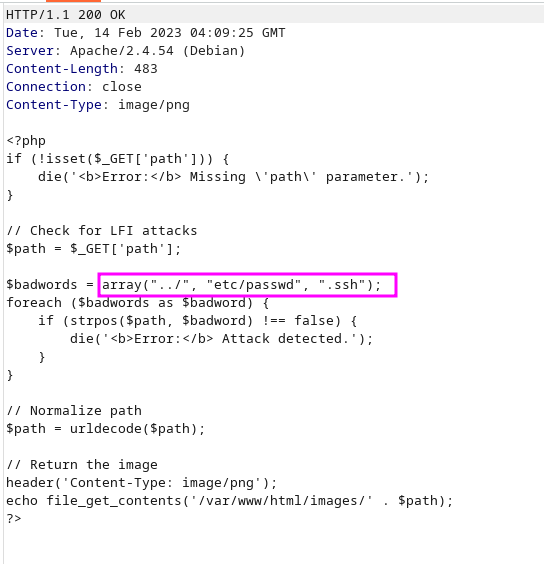 HTTP/1.1 200 OK
Date: Tue, 14 Feb 2023 04:09:25 GMT
Server: Apache/2.4.54 (Debian)
Content-Length: 483
Connection: close
Content-Type: image/png

<?php
if (!isset($_GET['path'])) {
    die('<b>Error:</b> Missing \'path\' parameter.');
}

// Check for LFI attacks
$path = $_GET['path'];

$badwords = array("../", "etc/passwd", ".ssh");
foreach ($badwords as $badword) {
    if (strpos($path, $badword) !== false) {
        die('<b>Error:</b> Attack detected.');
    }
}

// Normalize path
$path = urldecode($path);

// Return the image
header('Content-Type: image/png');
echo file_get_contents('/var/www/html/images/' . $path);
?>